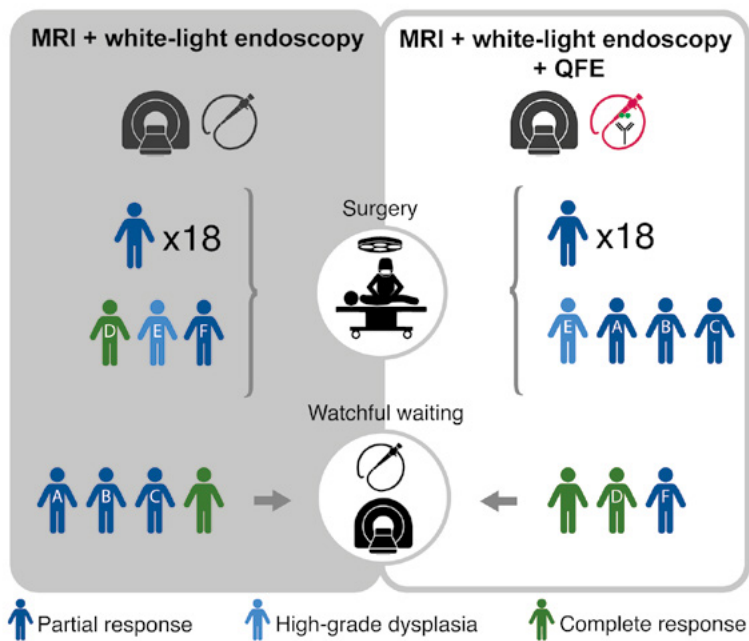 MRI + white-light endoscopy
MRI + white-light endoscopy
+ QFE
Surgery
x18
x18
D E F
E A B C
Watchful waiting
A B C
D F
Partial response
High-grade dysplasia
Complete response